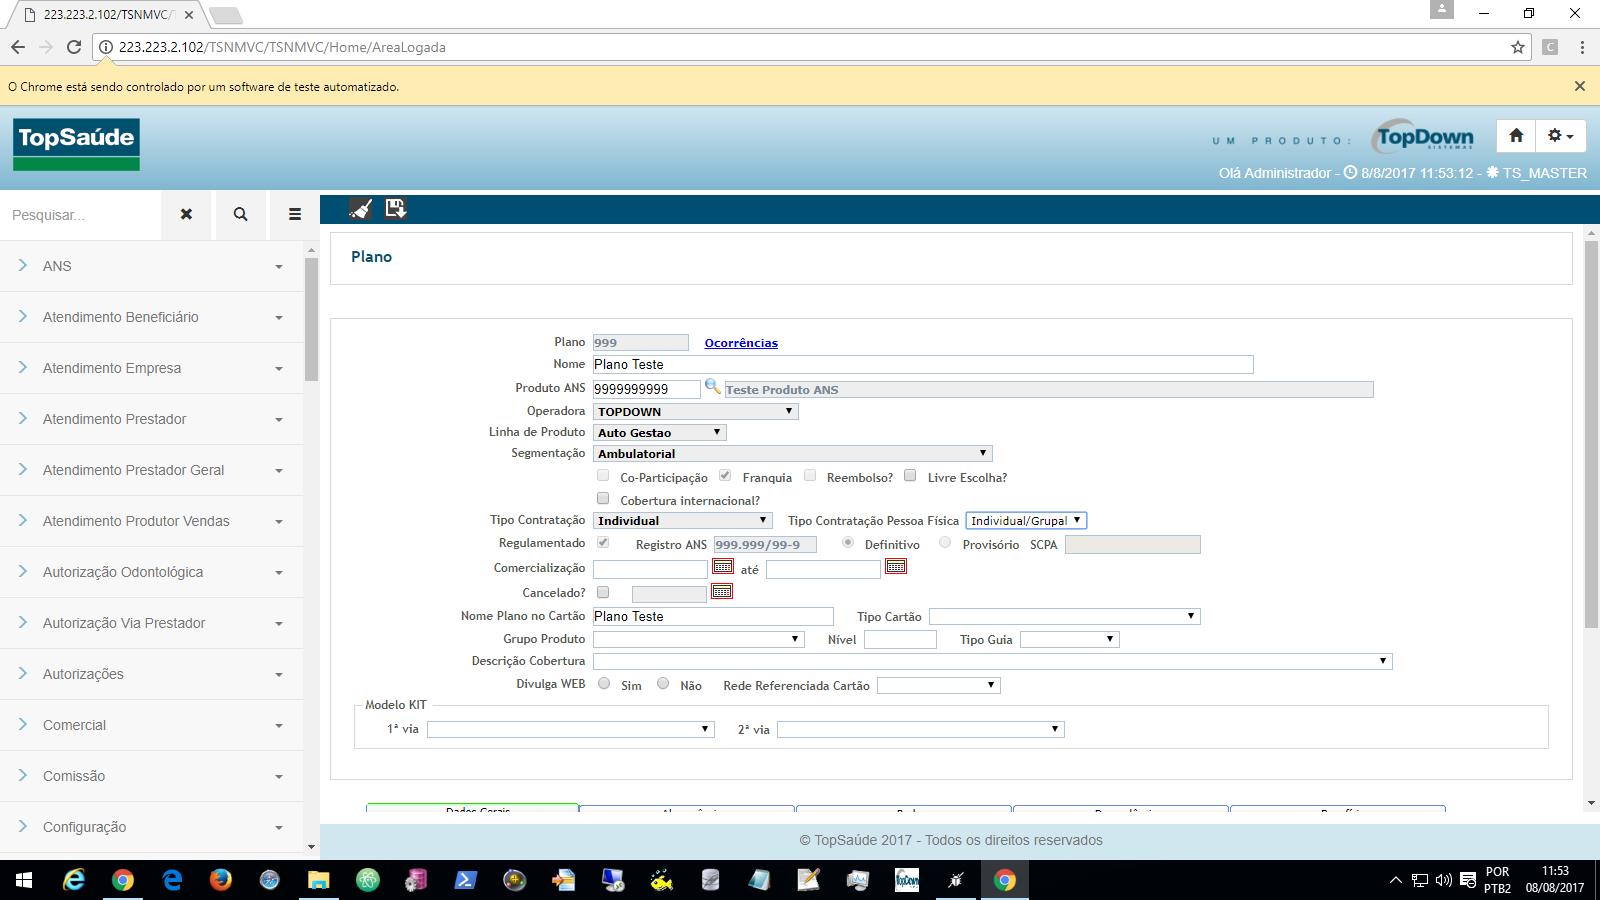 223.223.2.102/TSNMVC/T
223.223.2.102/TSNMVC/TSNMVC/Home/AreaLogada
C
O Chrome está sendo controlado por um software de teste automatizado.
TopSaúde
UM PRODUTO:
TopDown
SISTEMAS
Olá Administrador - 8/8/2017 11:53:12 - TS_MASTER
Pesquisar...
ANS
Atendimento Beneficiário
Atendimento Empresa
Atendimento Prestador
Atendimento Prestador Geral
Atendimento Produtor Vendas
Autorização Odontológica
Autorização Via Prestador
Autorizações
Comercial
Comissão
Configuração
Plano
Plano 999 Ocorrências
Nome Plano Teste
Produto ANS 9999999999 Teste Produto ANS
Operadora TOPDOWN
Linha de Produto Auto Gestao
Segmentação Ambulatorial
Co-Participação Franquia Reembolso? Livre Escolha?
Cobertura internacional?
Tipo Contratação Individual Tipo Contratação Pessoa Física Individual/Grupal
Regulamentado Registro ANS 999.999/99-9 Definitivo Provisório SCPA
Comercialização até
Cancelado?
Nome Plano no Cartão Plano Teste Tipo Cartão
Grupo Produto Nível Tipo Guia
Descrição Cobertura
Divulga WEB Sim Não Rede Referenciada Cartão
Modelo KIT
1ª via 2ª via
Dados Gerais
© TopSaúde 2017 - Todos os direitos reservados
TopDown
POR
PTB2
11:53
08/08/2017